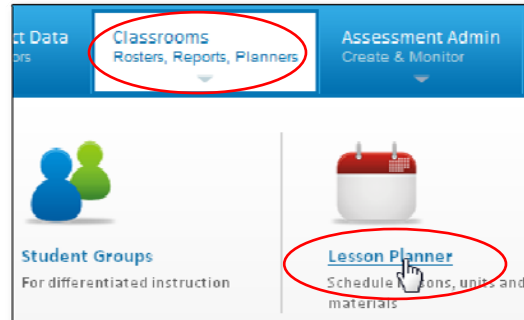 ct Data
Classrooms
Assessment Admin
ors
Rosters, Reports, Planners
Create & Monitor
Student Groups
Lesson Planner
For differentiated instruction
Schedule lessons, units and
materials